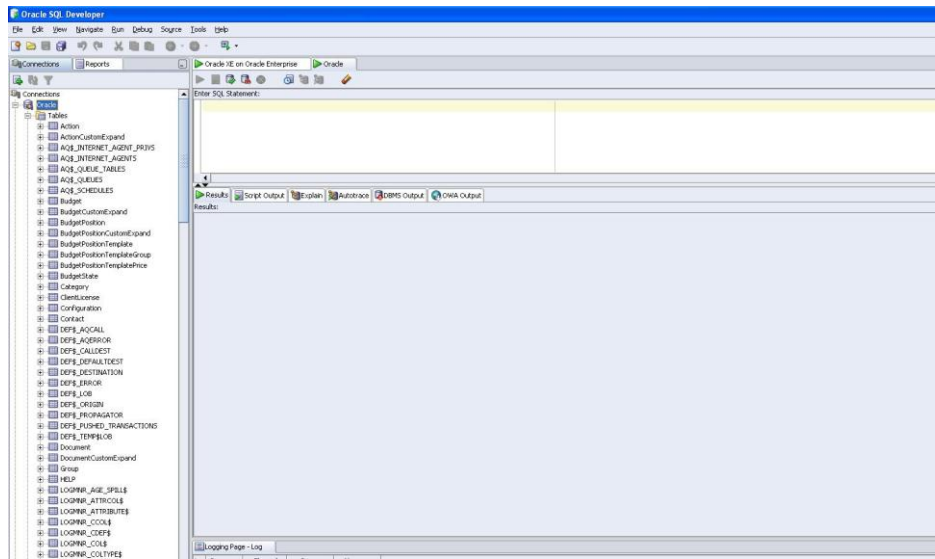 Oracle SQL Developer
File Edit View Navigate Run Debug Source Tools Help
Connections Reports
Oracle XE on Oracle Enterprise Oracle
Enter SQL Statement:
Connections
Oracle
Tables
Action
ActionCustomExpand
AQ$_INTERNET_AGENT_PRIVS
AQ$_INTERNET_AGENTS
AQ$_QUEUE_TABLES
AQ$_QUEUES
AQ$_SCHEDULES
Budget
BudgetCustomExpand
BudgetPosition
BudgetPositionCustomExpand
BudgetPositionTemplate
BudgetPositionTemplateGroup
BudgetPositionTemplatePrice
BudgetState
Category
ClientLicense
Configuration
Contact
DEF$_AQCALL
DEF$_AQERROR
DEF$_CALLDEST
DEF$_DEFAULTDEST
DEF$_DESTINATION
DEF$_ERROR
DEF$_LOB
DEF$_ORIGIN
DEF$_PROPAGATOR
DEF$_PUSHED_TRANSACTIONS
DEF$_TEMP$LOB
Document
DocumentCustomExpand
Group
HELP
LOGMNR_AGE_SPILL$
LOGMNR_ATTRCOL$
LOGMNR_ATTRIBUTE$
LOGMNR_CCOL$
LOGMNR_CDEF$
LOGMNR_COL$
LOGMNR_COLTYPE$
Results Script Output Explain Autotrace DBMS Output OWA Output
Results:
Logging Page - Log